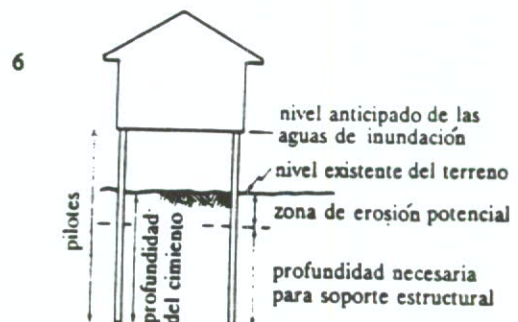 6
nivel anticipado de las
aguas de inundación
nivel existente del terreno
zona de erosión potencial
pilotes
profundidad
del cimiento
profundidad necesaria
para soporte estructural